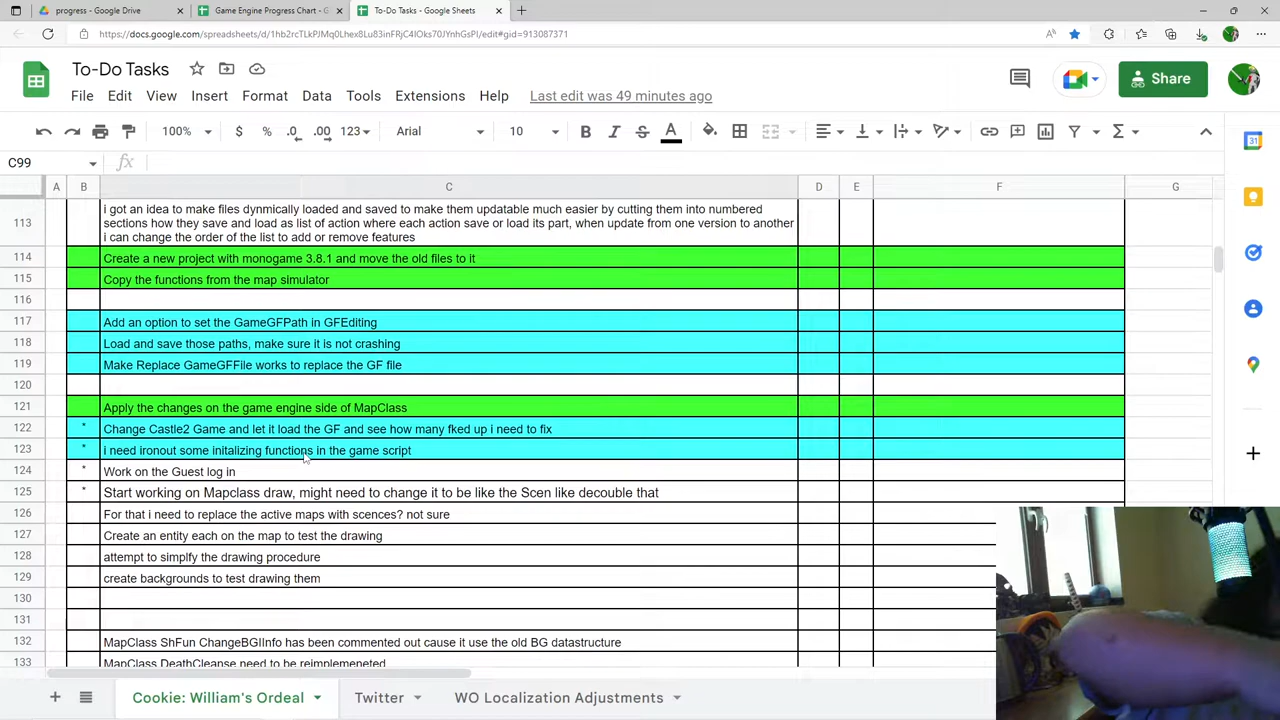 progress - Google Drive
Game Engine Progress Chart - G
To-Do Tasks - Google Sheets
https://docs.google.com/spreadsheets/d/1hb2rcTLkPJMq0Lhex8Lu83inFRjC4IOks70JYnhGsPI/edit#gid=913087371
To-Do Tasks
File Edit View Insert Format Data Tools Extensions Help Last edit was 49 minutes ago
Share
100% $ % .0 .00 123 Arial 10 B I S A
C99 fx
A B C D E F G
113 i got an idea to make files dynmically loaded and saved to make them updatable much easier by cutting them into numbered
sections how they save and load as list of action where each action save or load its part, when update from one version to another
i can change the order of the list to add or remove features
114 Create a new project with monogame 3.8.1 and move the old files to it
115 Copy the functions from the map simulator
116
117 Add an option to set the GameGFPath in GFEditing
118 Load and save those paths, make sure it is not crashing
119 Make Replace GameGFFile works to replace the GF file
120
121 Apply the changes on the game engine side of MapClass
122 * Change Castle2 Game and let it load the GF and see how many fked up i need to fix
123 * i need ironout some initalizing functions in the game script
124 * Work on the Guest log in
125 * Start working on Mapclass draw, might need to change it to be like the Scen like decouble that
126 For that i need to replace the active maps with scences? not sure
127 Create an entity each on the map to test the drawing
128 attempt to simplfy the drawing procedure
129 create backgrounds to test drawing them
130
131
132 MapClass ShFun ChangeBGIInfo has been commented out cause it use the old BG datastructure
133 MapClass DeathCleanse need to be reimplemeneted
Cookie: William's Ordeal Twitter WO Localization Adjustments